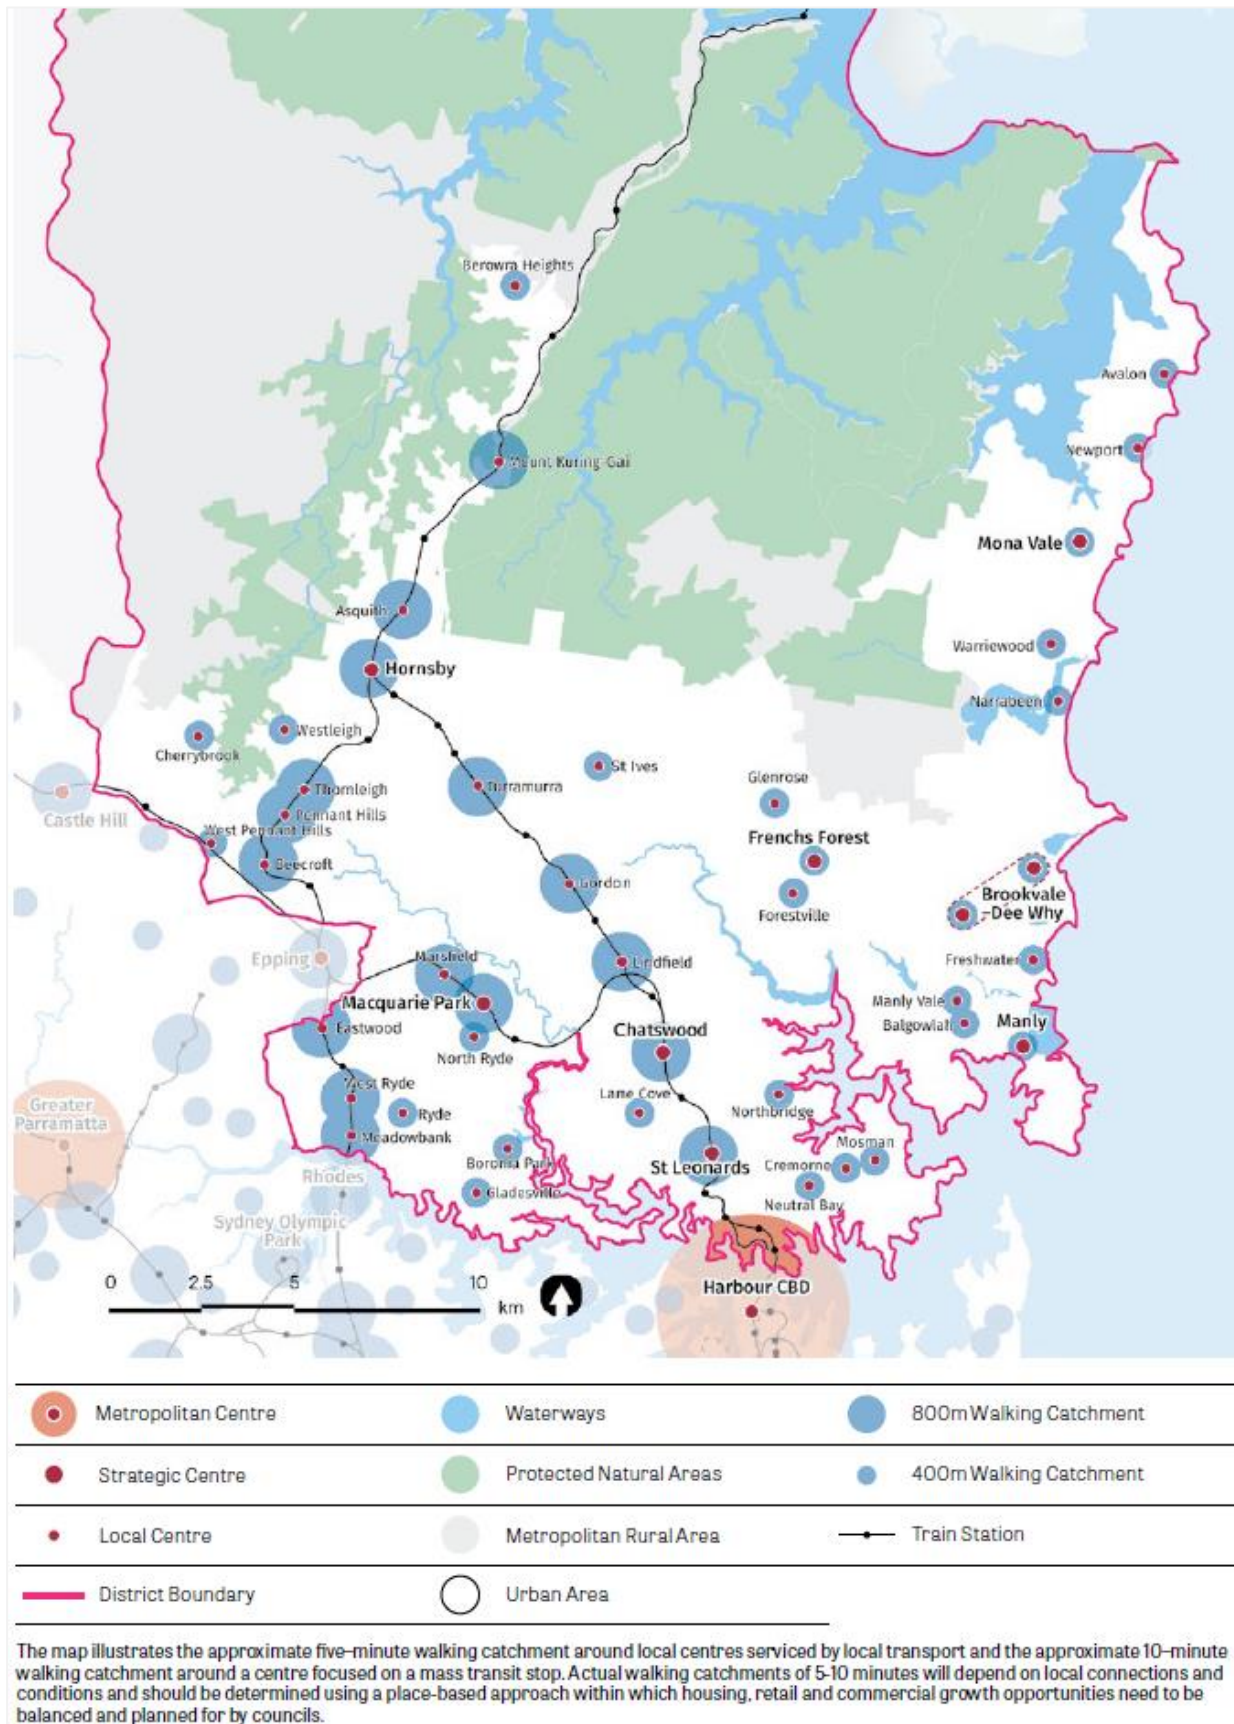 Berowra Heights
Avalon
Newport
Mount Kuring-Gai
Mona Vale
Asquith
Hornsby
Warriewood
Narrabeen
Westleigh
Cherrybrook
St Ives
Glenrose
Thornleigh
Turramurra
Castle Hill
Pennant Hills
West Pennant Hills
Frenchs Forest
Beecroft
Gordon
Forestville
Brookvale
–Dee Why
Epping
Marsfield
Lindfield
Freshwater
Macquarie Park
Manly Vale
Chatswood
Manly
Balgowlah
Eastwood
North Ryde
West Ryde
Lane Cove
Greater
Parramatta
Ryde
Northbridge
Meadowbank
Mosman
Boronia Park
St Leonards
Cremorne
Rhodes
Gladesville
Neutral Bay
Sydney Olympic
Park
0 2.5 5 10
km
Harbour CBD
Metropolitan Centre
Waterways
800m Walking Catchment
Strategic Centre
Protected Natural Areas
400m Walking Catchment
Local Centre
Metropolitan Rural Area
Train Station
District Boundary
Urban Area
The map illustrates the approximate five–minute walking catchment around local centres serviced by local transport and the approximate 10–minute
walking catchment around a centre focused on a mass transit stop. Actual walking catchments of 5-10 minutes will depend on local connections and
conditions and should be determined using a place-based approach within which housing, retail and commercial growth opportunities need to be
balanced and planned for by councils.